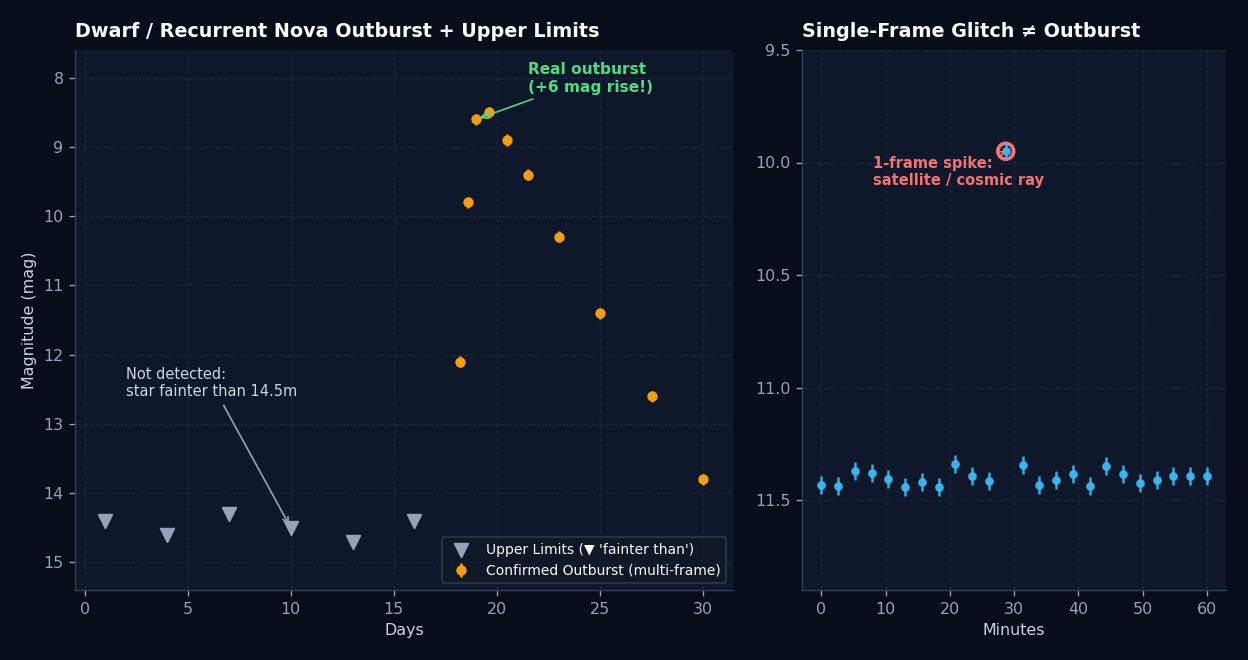 Dwarf / Recurrent Nova Outburst + Upper Limits
Real outburst
(+6 mag rise!)
Not detected:
star fainter than 14.5m
Magnitude (mag)
8
9
10
11
12
13
14
15
Upper Limits (▼ 'fainter than')
Confirmed Outburst (multi-frame)
0
5
10
15
20
25
30
Days
Single-Frame Glitch ≠ Outburst
1-frame spike:
satellite / cosmic ray
9.5
10.0
10.5
11.0
11.5
0
10
20
30
40
50
60
Minutes